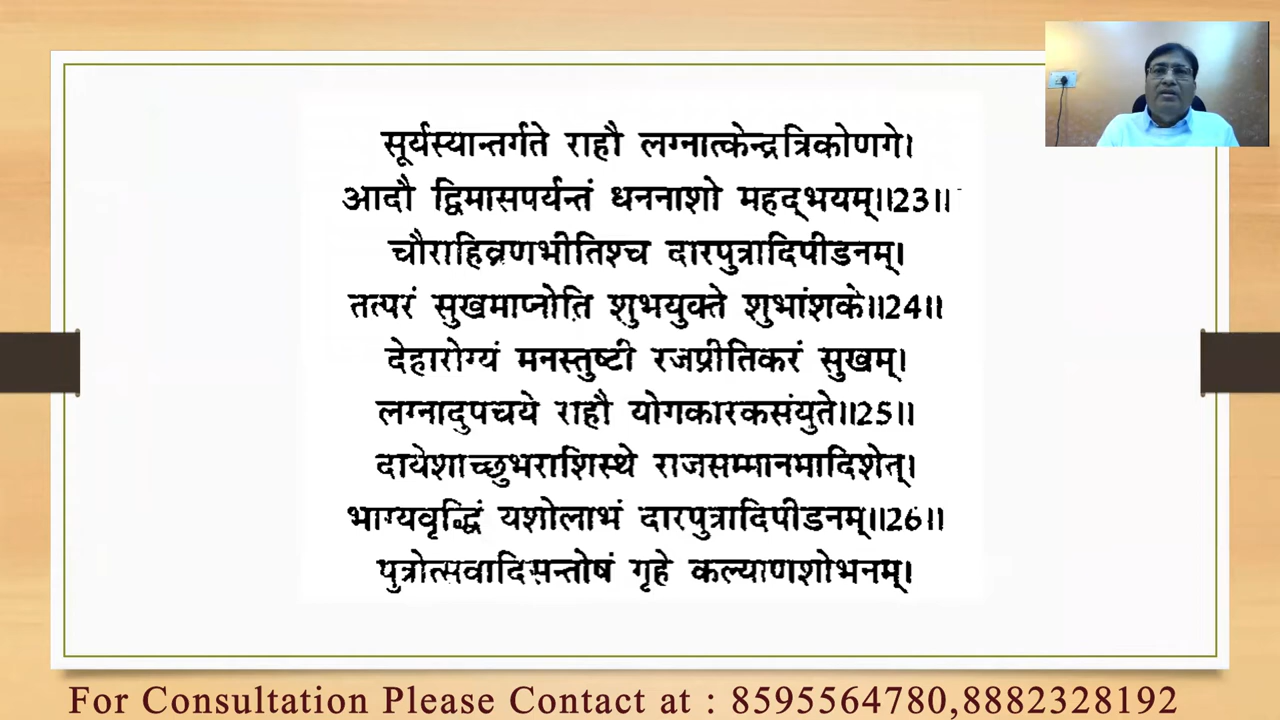 सूर्यस्यान्तर्गते राहौ लग्नात्केन्द्रत्रिकोणगे।
आदौ द्विमासपर्यन्तं धननाशो महद्भयम्॥23॥
चौराहिव्रणभीतिश्च दारपुत्रादिपीडनम्।
तत्परं सुखमाप्नोति शुभयुक्ते शुभांशके॥24॥
देहारोग्यं मनस्तुष्टी रजप्रीतिकरं सुखम्।
लग्नादुपचये राहौ योगकारकसंयुते॥25॥
दायेशाच्छुभराशिस्थे राजसम्मानमादिशेत्।
भाग्यवृद्धिं यशोलाभं दारपुत्रादिपीडनम्॥26॥
पुत्रोत्सवादिसन्तोषं गृहे कल्याणशोभनम्।
For Consultation Please Contact at : 8595564780,8882328192